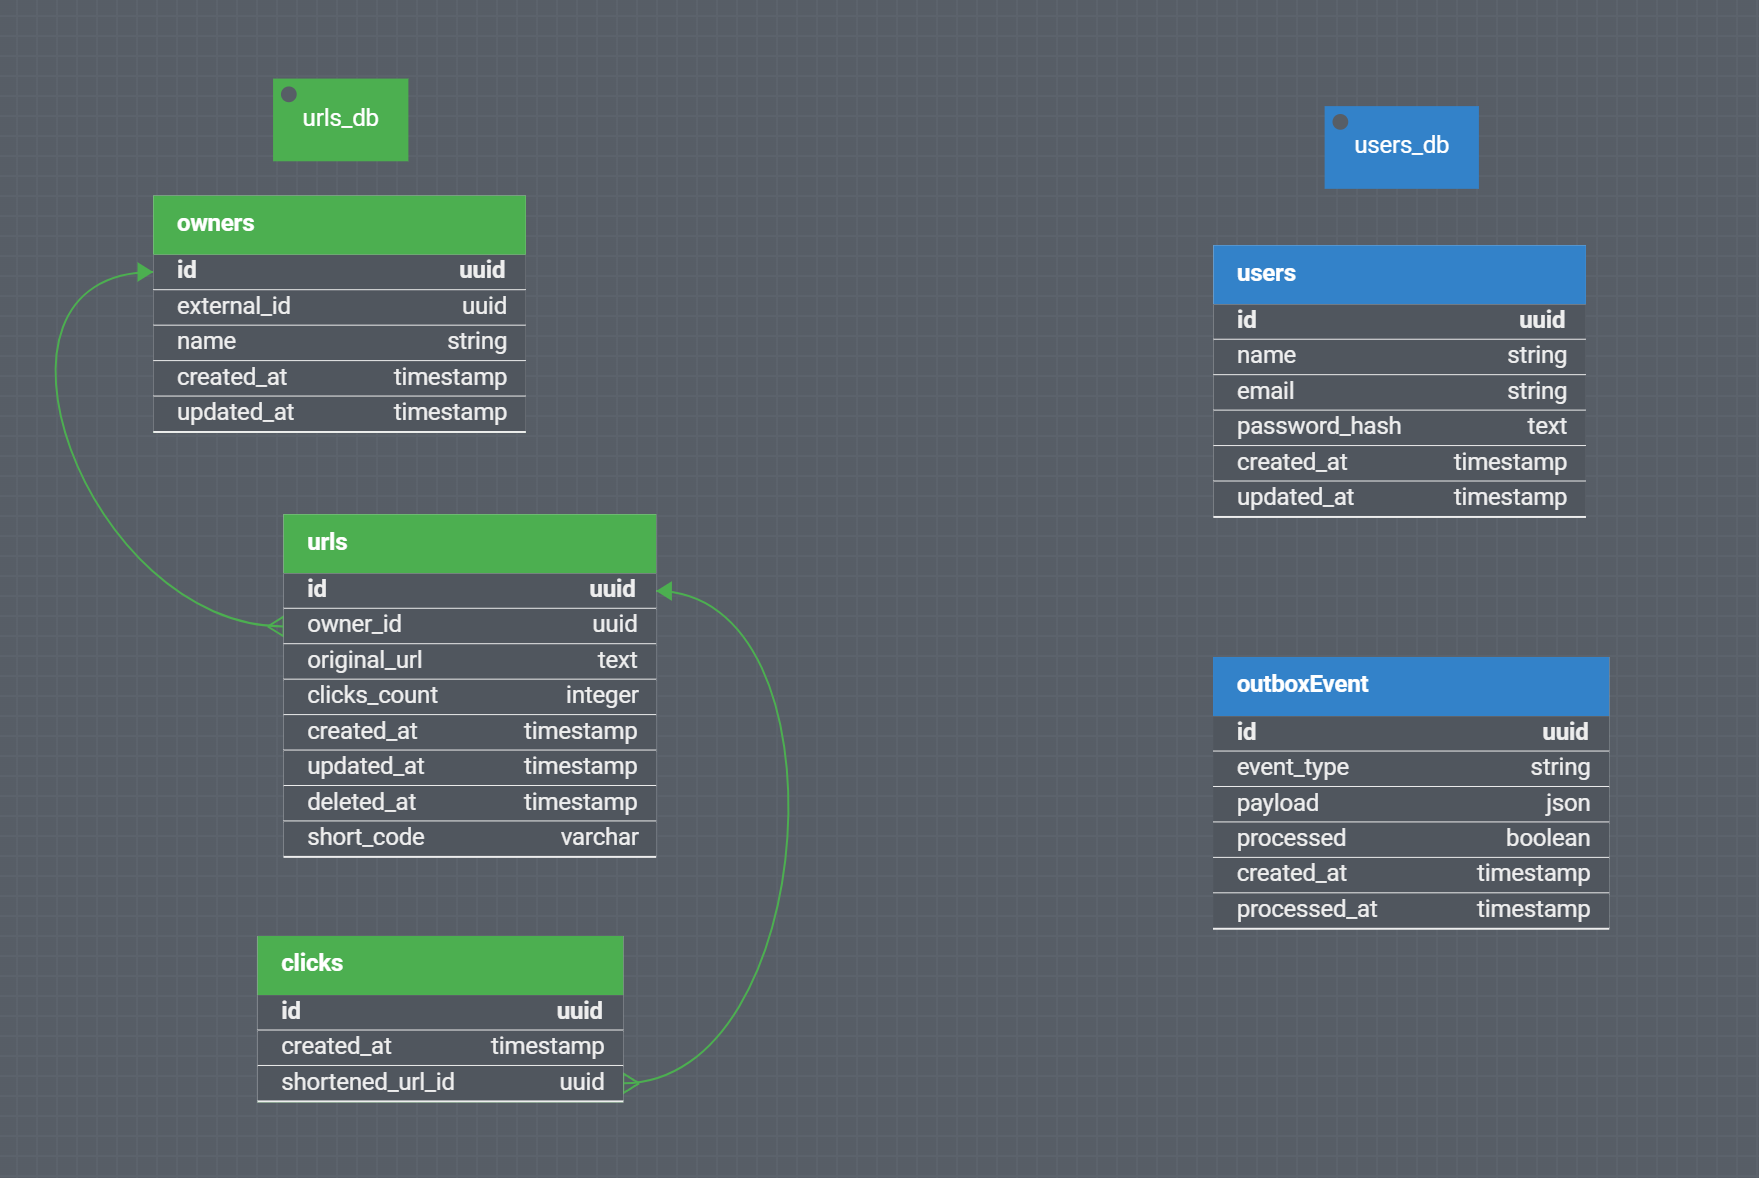 urls_db
owners
id uuid
external_id uuid
name string
created_at timestamp
updated_at timestamp
urls
id uuid
owner_id uuid
original_url text
clicks_count integer
created_at timestamp
updated_at timestamp
deleted_at timestamp
short_code varchar
clicks
id uuid
created_at timestamp
shortened_url_id uuid
users_db
users
id uuid
name string
email string
password_hash text
created_at timestamp
updated_at timestamp
outboxEvent
id uuid
event_type string
payload json
processed boolean
created_at timestamp
processed_at timestamp